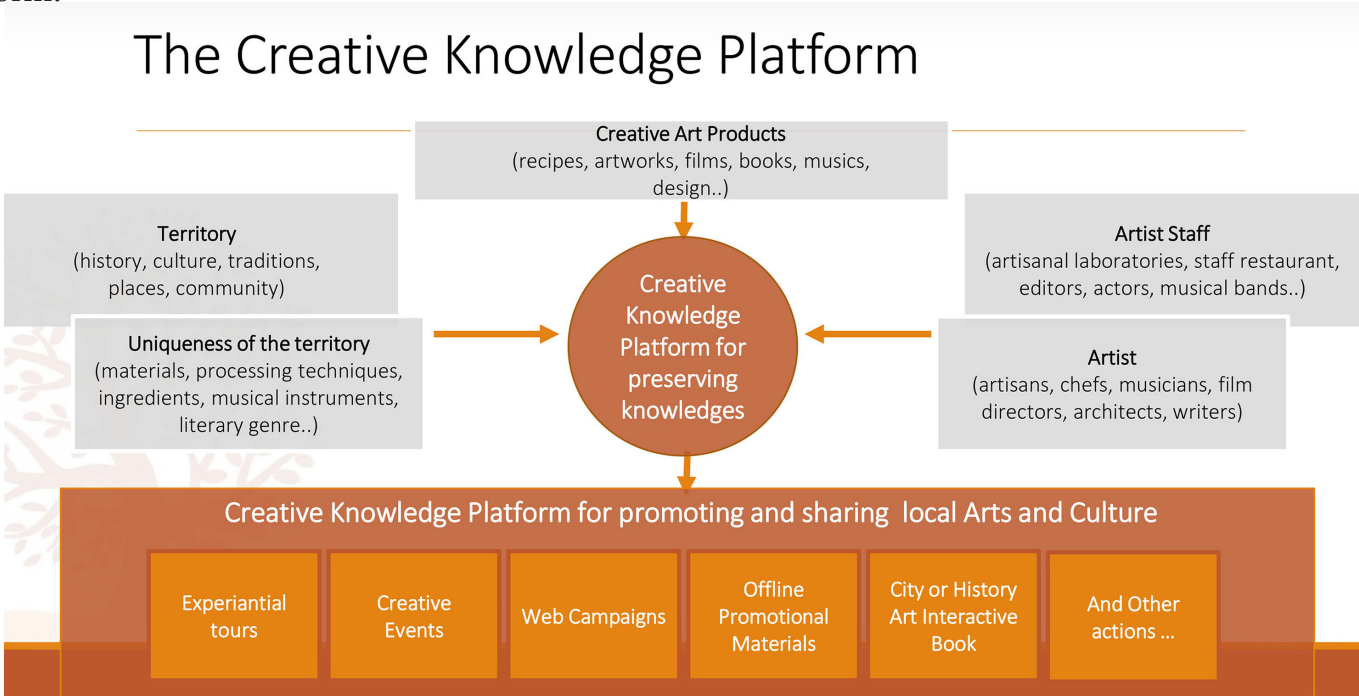 The Creative Knowledge Platform
Creative Art Products
(recipes, artworks, films, books, musics,
design..)
Territory
(history, culture, traditions,
places, community)
Uniqueness of the territory
(materials, processing techniques,
ingredients, musical instruments,
literary genre..)
Creative
Knowledge
Platform for
preserving
knowledges
Artist Staff
(artisanal laboratories, staff restaurant,
editors, actors, musical bands..)
Artist
(artisans, chefs, musicians, film
directors, architects, writers)
Creative Knowledge Platform for promoting and sharing local Arts and Culture
Experiantial
tours
Creative
Events
Web Campaigns
Offline
Promotional
Materials
City or History
Art Interactive
Book
And Other
actions ...